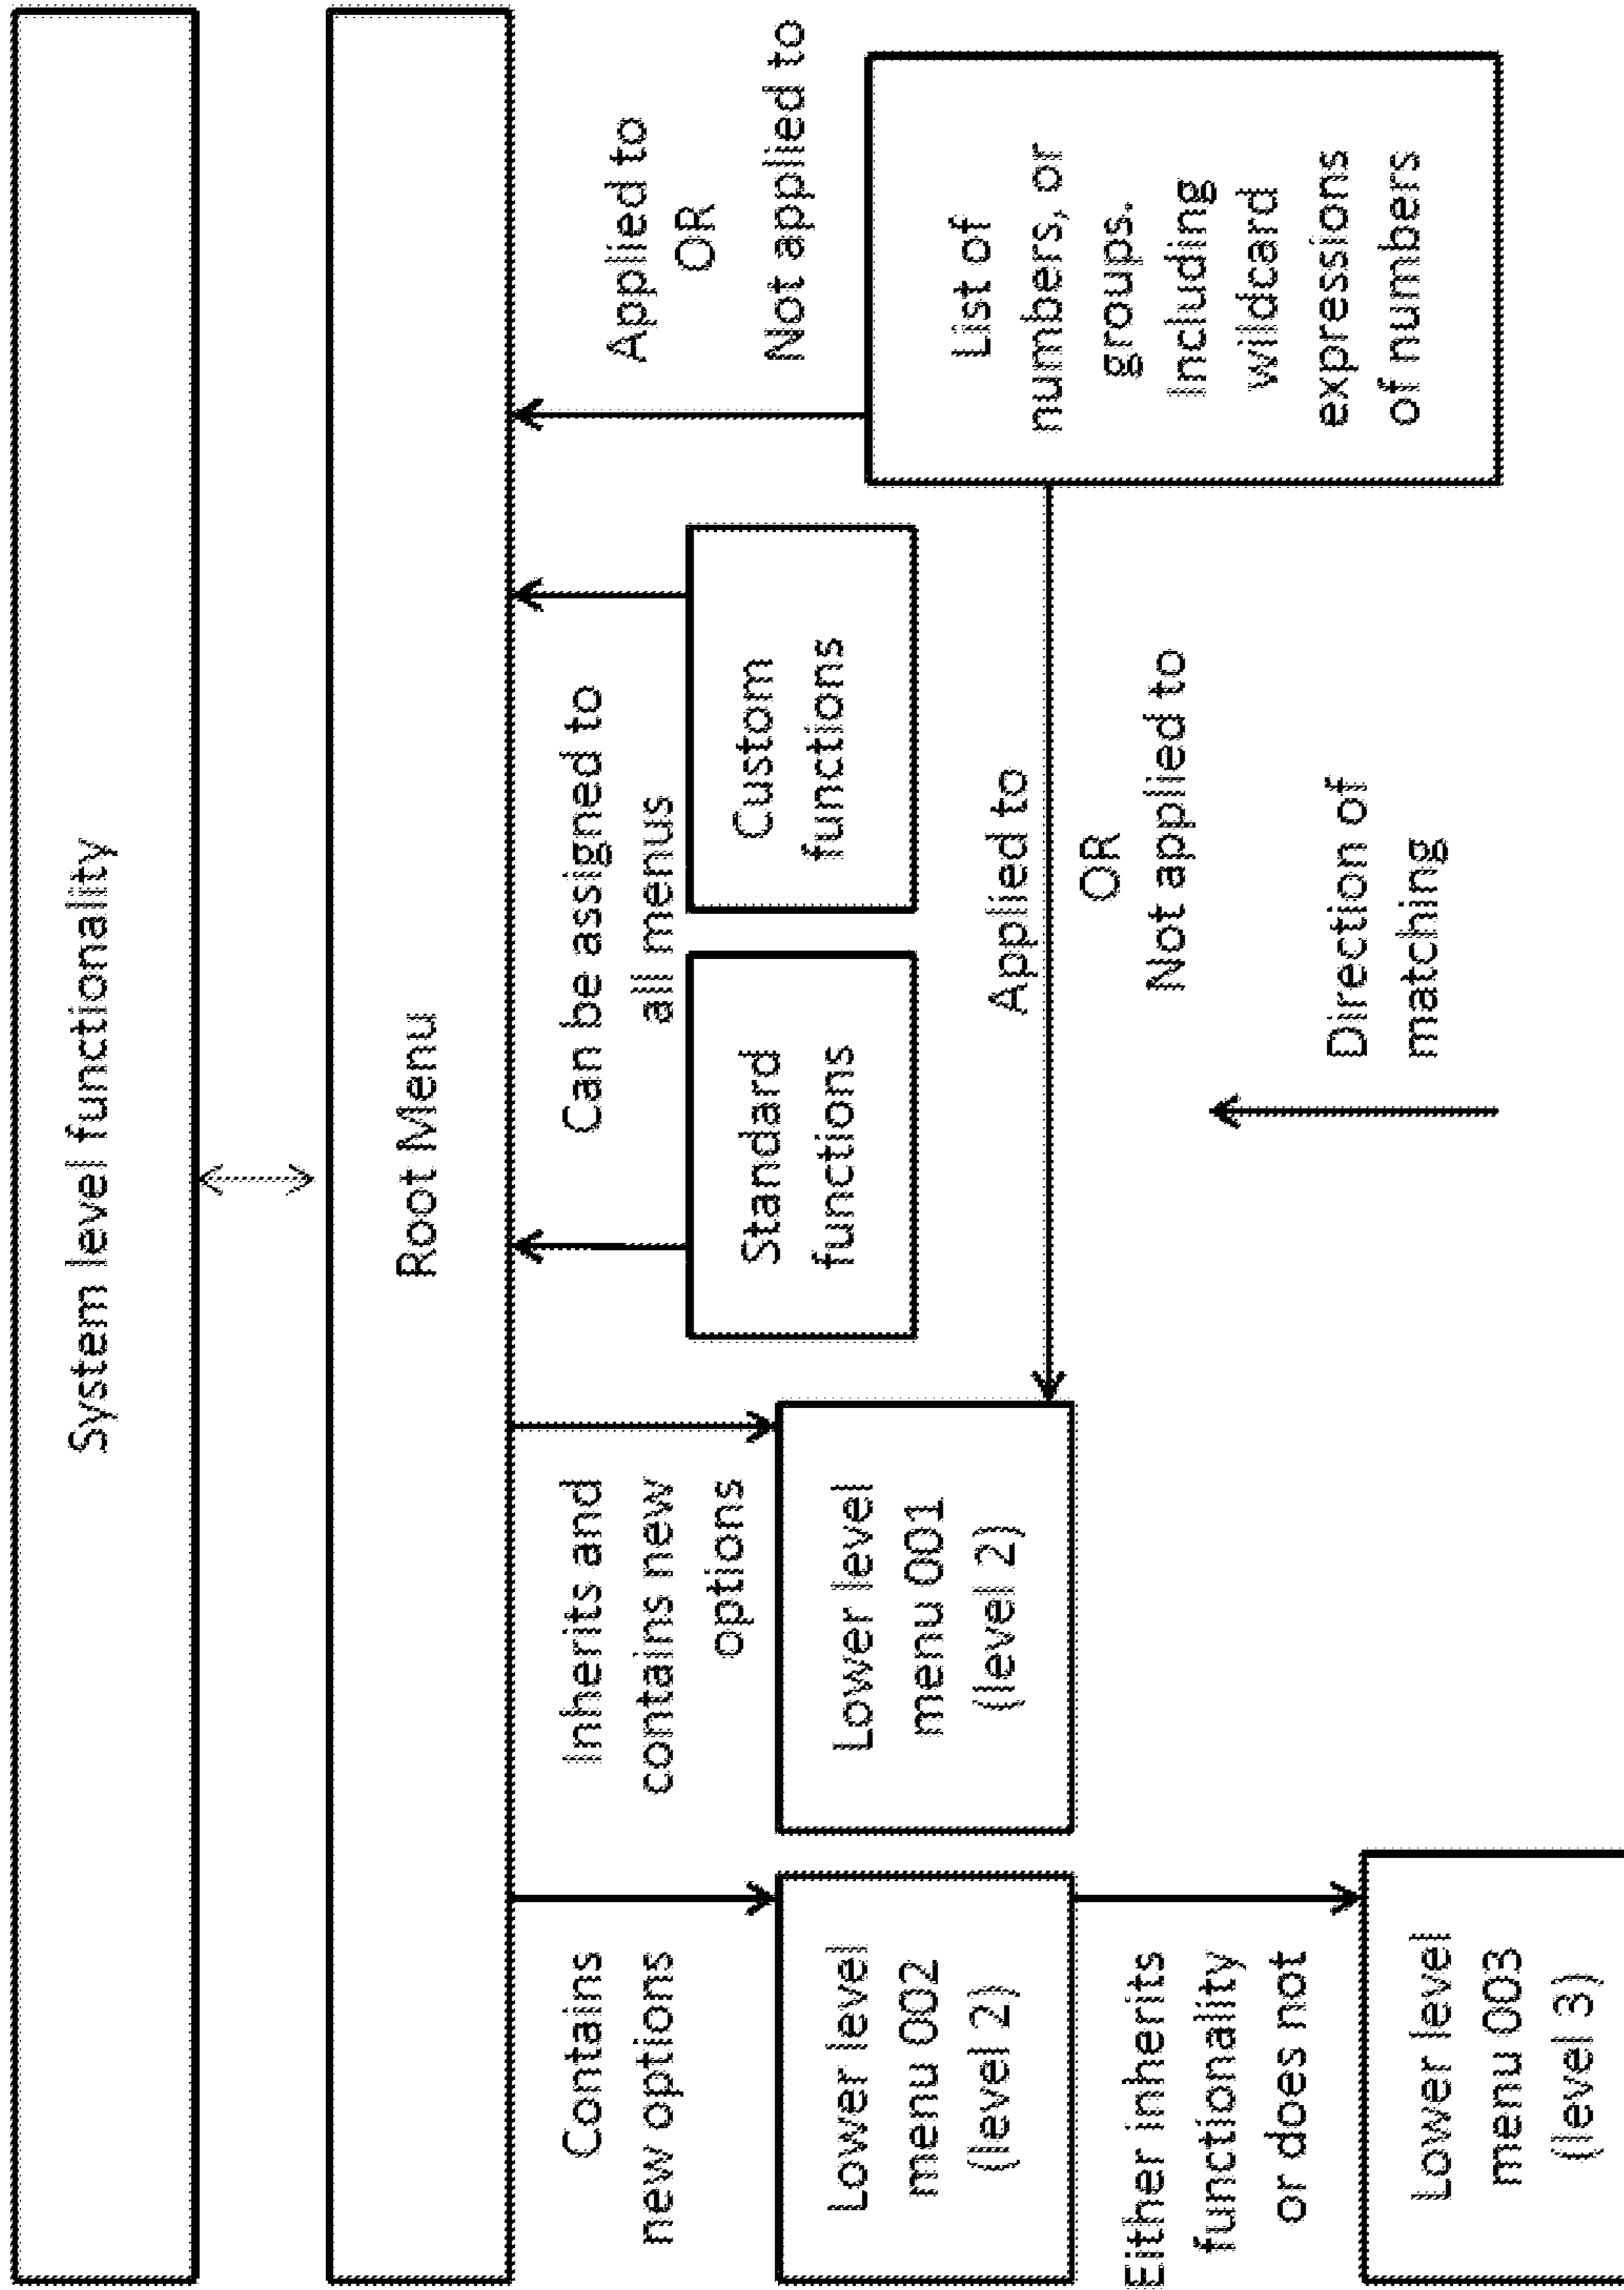 System level functionality
Root Menu
Contains
new options
Inherits and
contains new
options
Can be assigned to
all menus
Applied to
OR
Not applied to
Lower level
menu 002
(level 2)
Lower level
menu 001
(level 2)
Standard
functions
Custom
functions
List of
numbers, or
groups.
Including
wildcard
expressions
of numbers
Applied to
OR
Not applied to
Either inherits
functionality
or does not
Direction of
matching
Lower level
menu 003
(level 3)